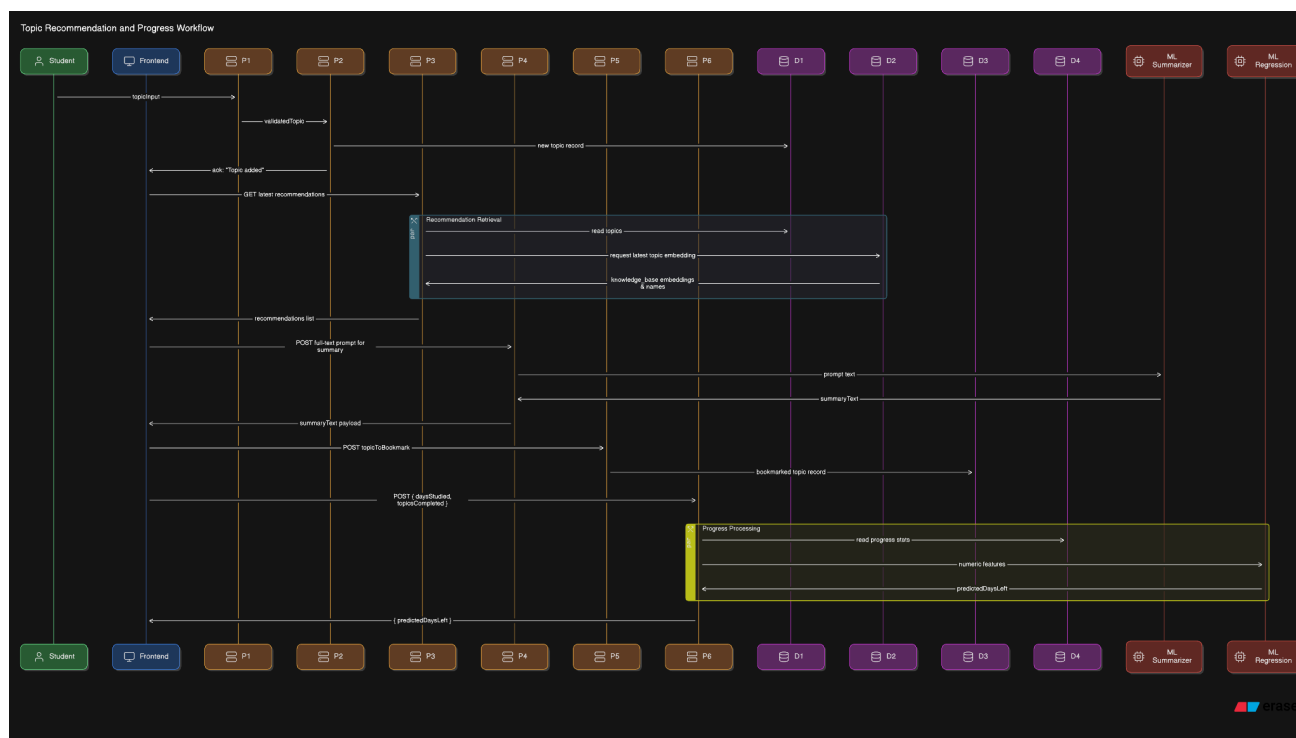 Topic Recommendation and Progress Workflow
Student
Frontend
P1
P2
P3
P4
P5
P6
D1
D2
D3
D4
ML
Summarizer
ML
Regression
topicInput
validatedTopic
new topic record
ack: "Topic added"
GET latest recommendations
Recommendation Retrieval
par
read topics
request latest topic embedding
knowledge_base embeddings
& names
recommendations list
POST full-text prompt for
summary
prompt text
summaryText
summaryText payload
POST topicToBookmark
bookmarked topic record
POST { daysStudied,
topicsCompleted }
Progress Processing
par
read progress stars
numeric features
predictedDaysLeft
{ predictedDaysLeft }
Student
Frontend
P1
P2
P3
P4
P5
P6
D1
D2
D3
D4
ML
Summarizer
ML
Regression
erase